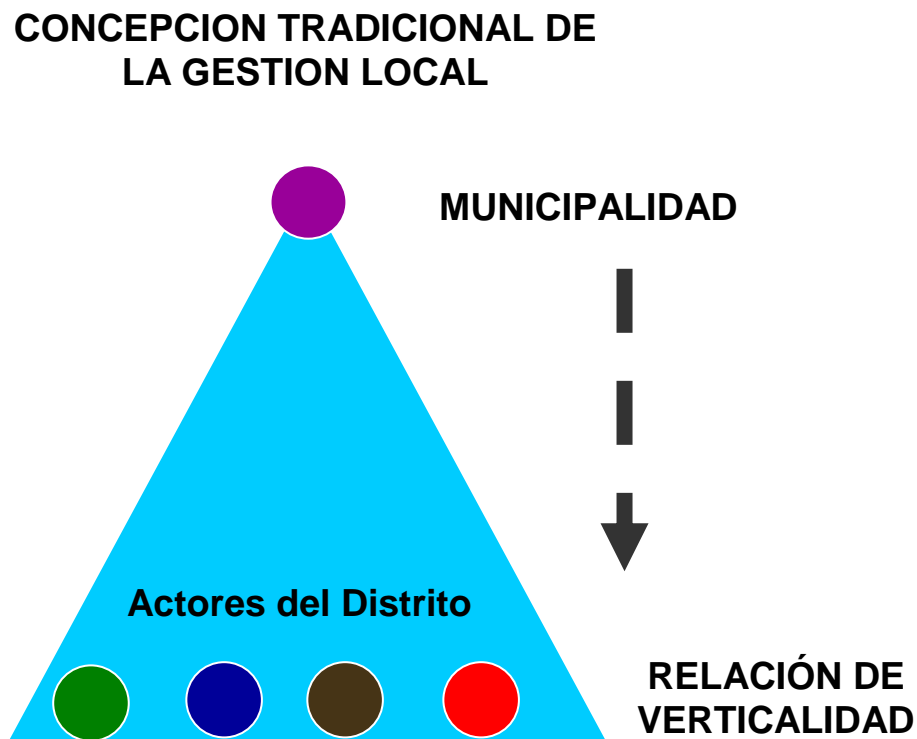 CONCEPCION TRADICIONAL DE
LA GESTION LOCAL
MUNICIPALIDAD
Actores del Distrito
RELACIÓN DE
VERTICALIDAD